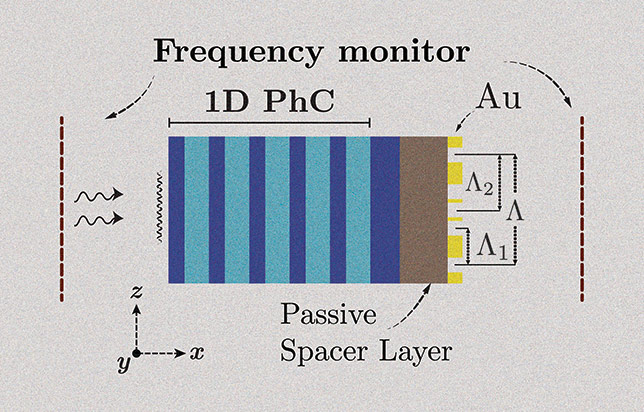 Frequency monitor
1D PhC
Au
Λ₂
Λ
Λ₁
z
y
x
Passive
Spacer Layer